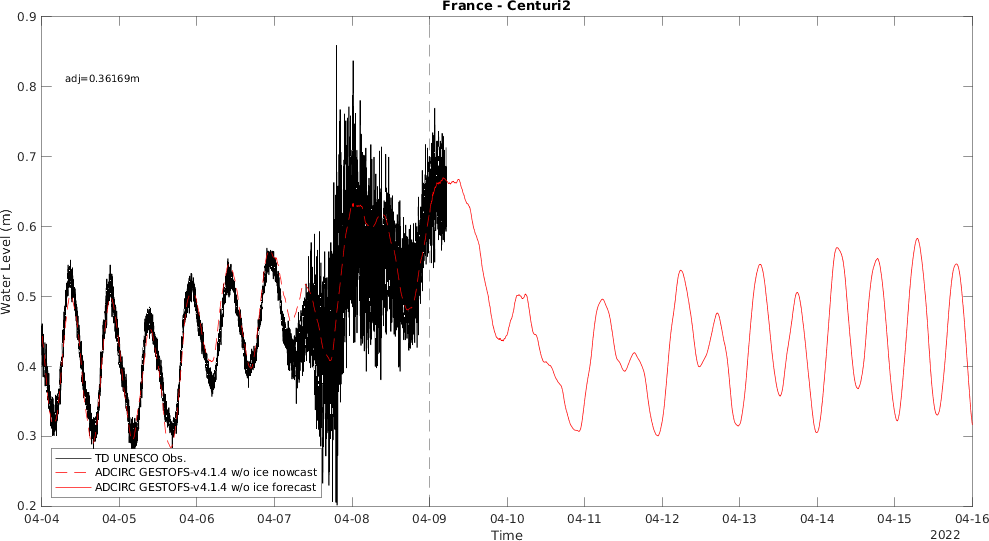 France - Centuri2
adj=0.36169m
0.9
0.8
0.7
0.6
0.5
0.4
0.3
0.2
Water Level (m)
TD UNESCO Obs.
ADCIRC GESTOFS-v4.1.4 w/o ice nowcast
ADCIRC GESTOFS-v4.1.4 w/o ice forecast
04-04 04-05 04-06 04-07 04-08 04-09 04-10 04-11 04-12 04-13 04-14 04-15 04-16
Time
2022